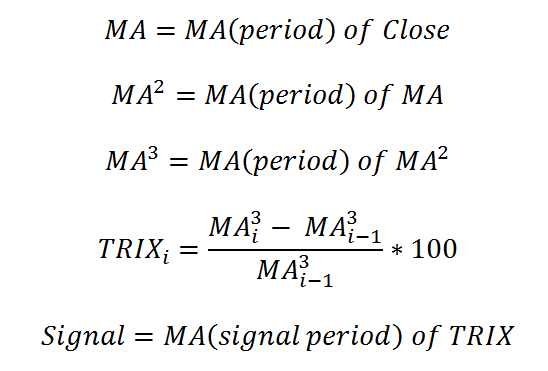 MA = MA(period) of Close
MA² = MA(period) of MA
MA³ = MA(period) of MA²
TRIXᵢ = (MA³ᵢ − MA³ᵢ₋₁) / MA³ᵢ₋₁ * 100
Signal = MA(signal period) of TRIX